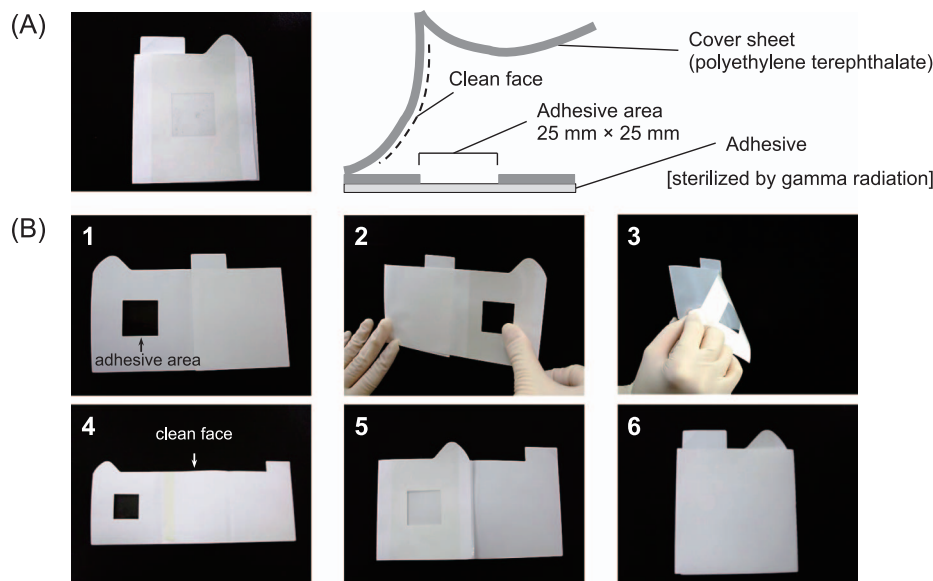 (A)
Cover sheet
(polyethylene terephthalate)
Clean face
Adhesive area
25 mm × 25 mm
Adhesive
[sterilized by gamma radiation]
(B)
1
adhesive area
2
3
4
clean face
5
6